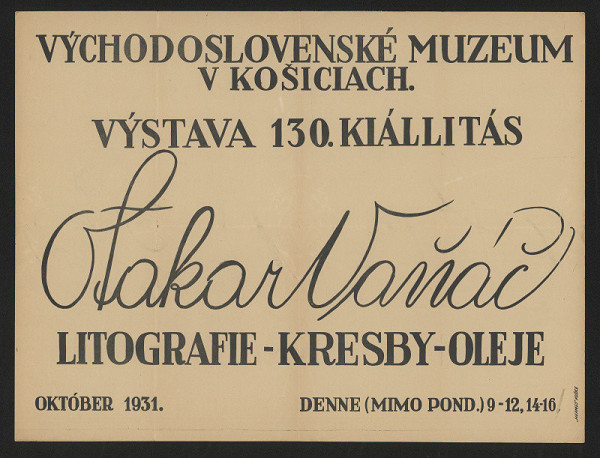 VÝCHODOSLOVENSKÉ MUZEUM
V KOŠICIACH.
VÝSTAVA 130. KIÁLLITÁS
Otakar Vaňáč
LITOGRAFIE - KRESBY - OLEJE
OKTÓBER 1931.
DENNE (MIMO POND.) 9-12, 14-16